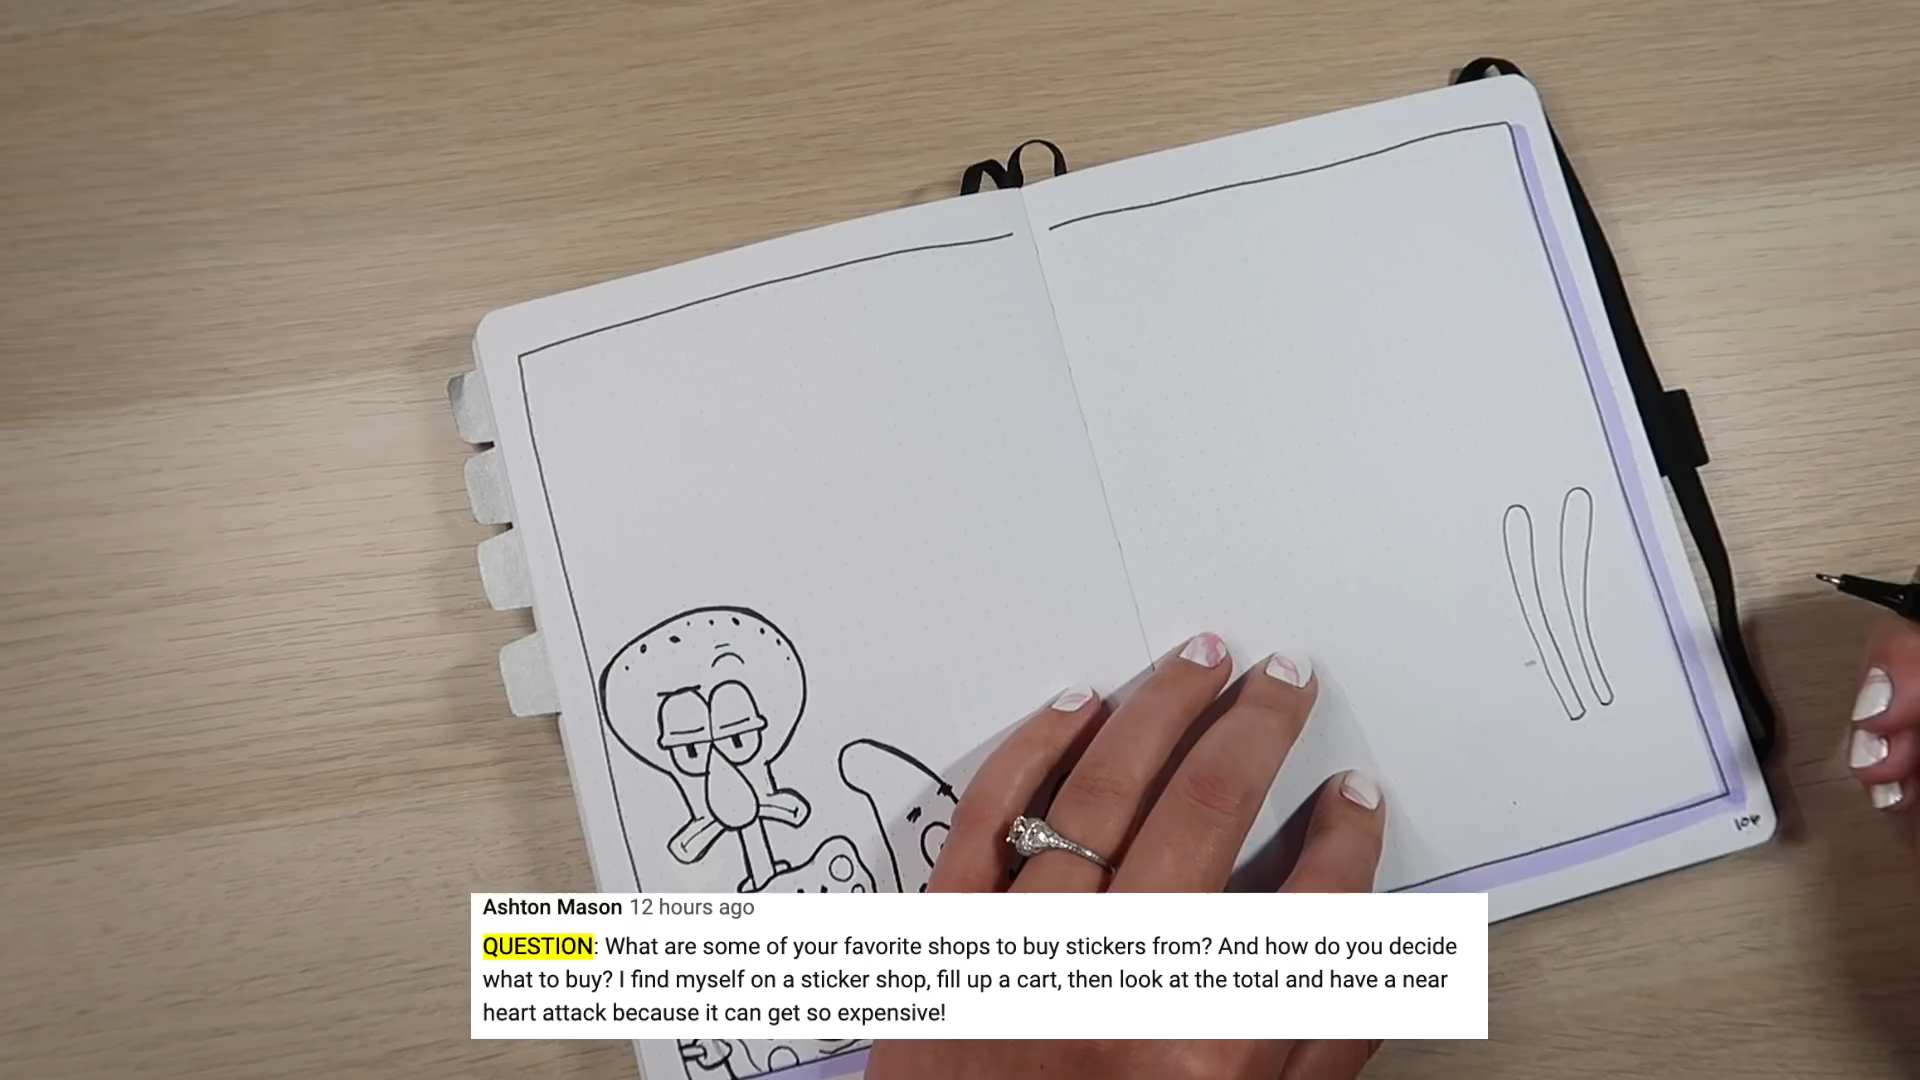 104
Ashton Mason 12 hours ago
QUESTION: What are some of your favorite shops to buy stickers from? And how do you decide
what to buy? I find myself on a sticker shop, fill up a cart, then look at the total and have a near
heart attack because it can get so expensive!